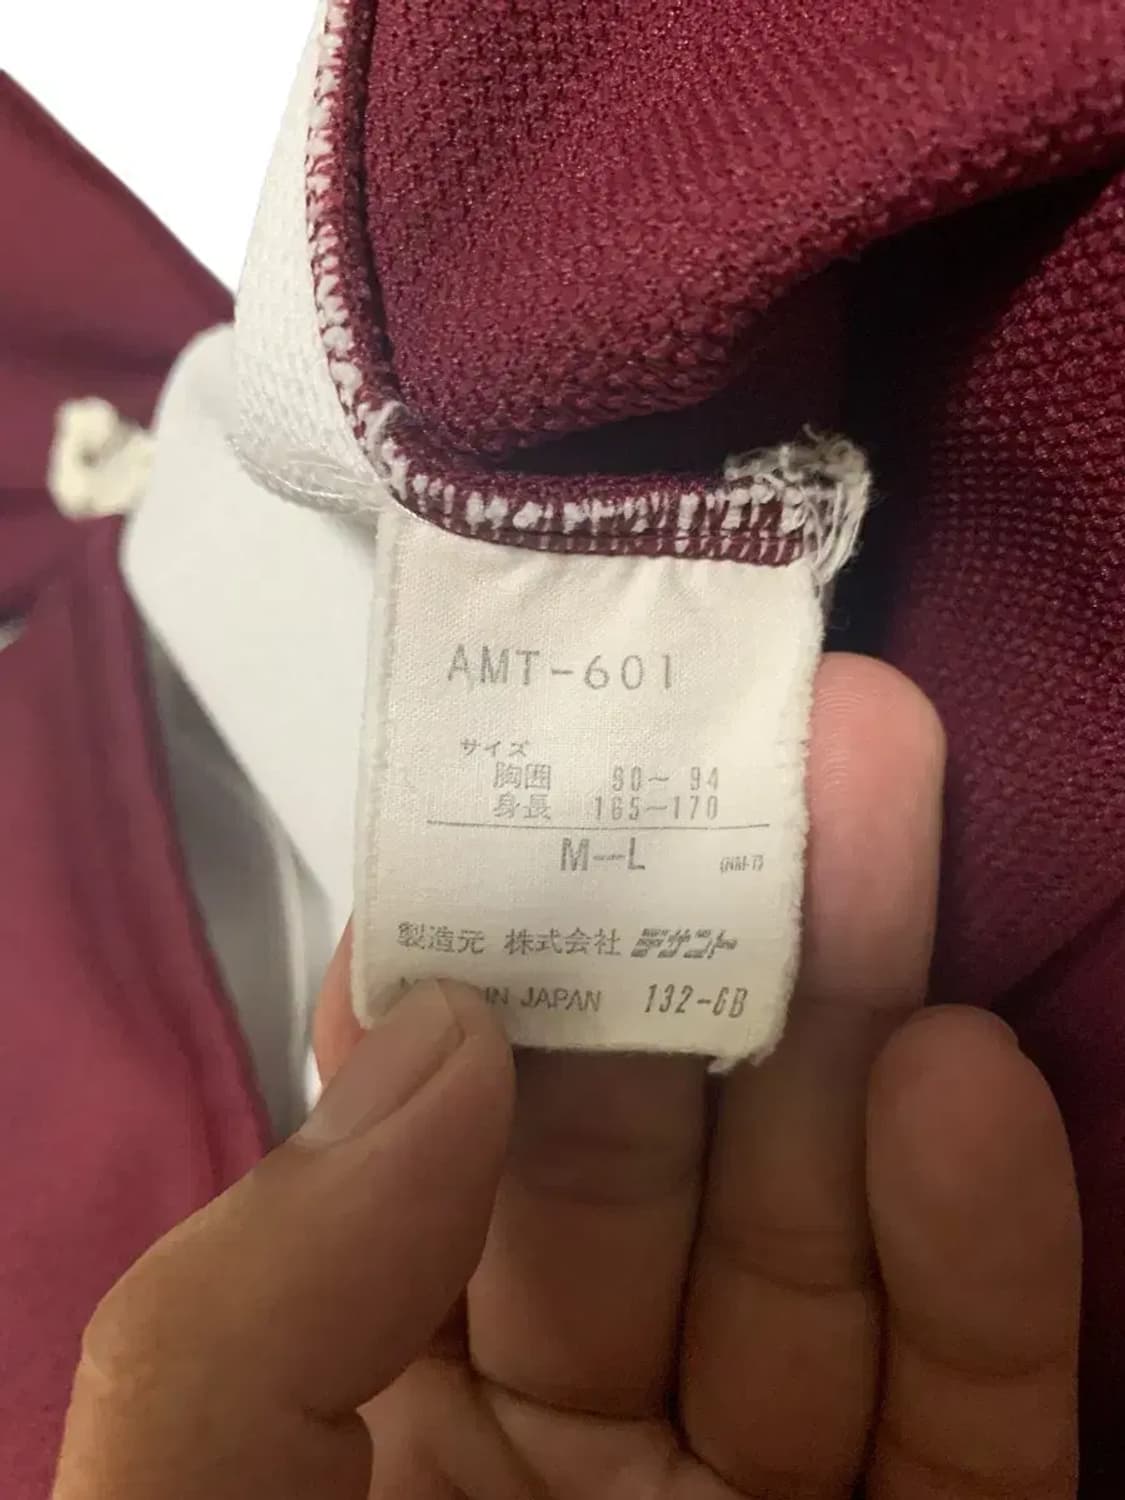 AMT-601
サイズ
胸囲 90～94
身長 165－170
M－L
製造元 株式会社 デサント
IN JAPAN 132-6B